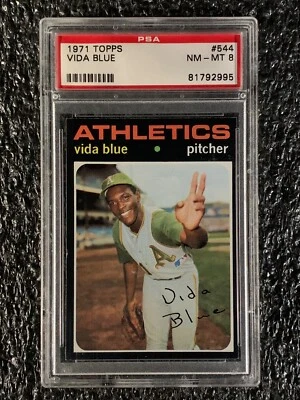 PSA
1971 TOPPS #544
VIDA BLUE NM - MT 8
81792995
ATHLETICS
vida blue • pitcher
A
Vida
Blue